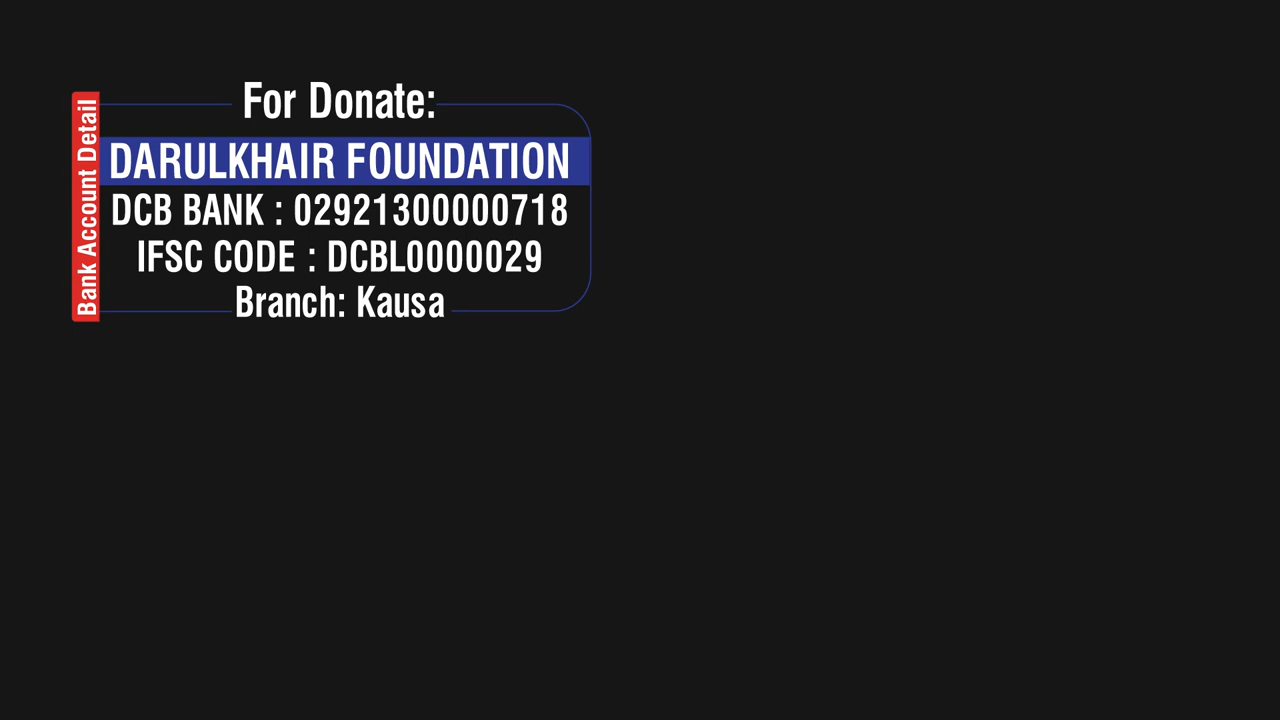 For Donate:
Bank Account Detail
DARULKHAIR FOUNDATION
DCB BANK : 02921300000718
IFSC CODE : DCBL0000029
Branch: Kausa